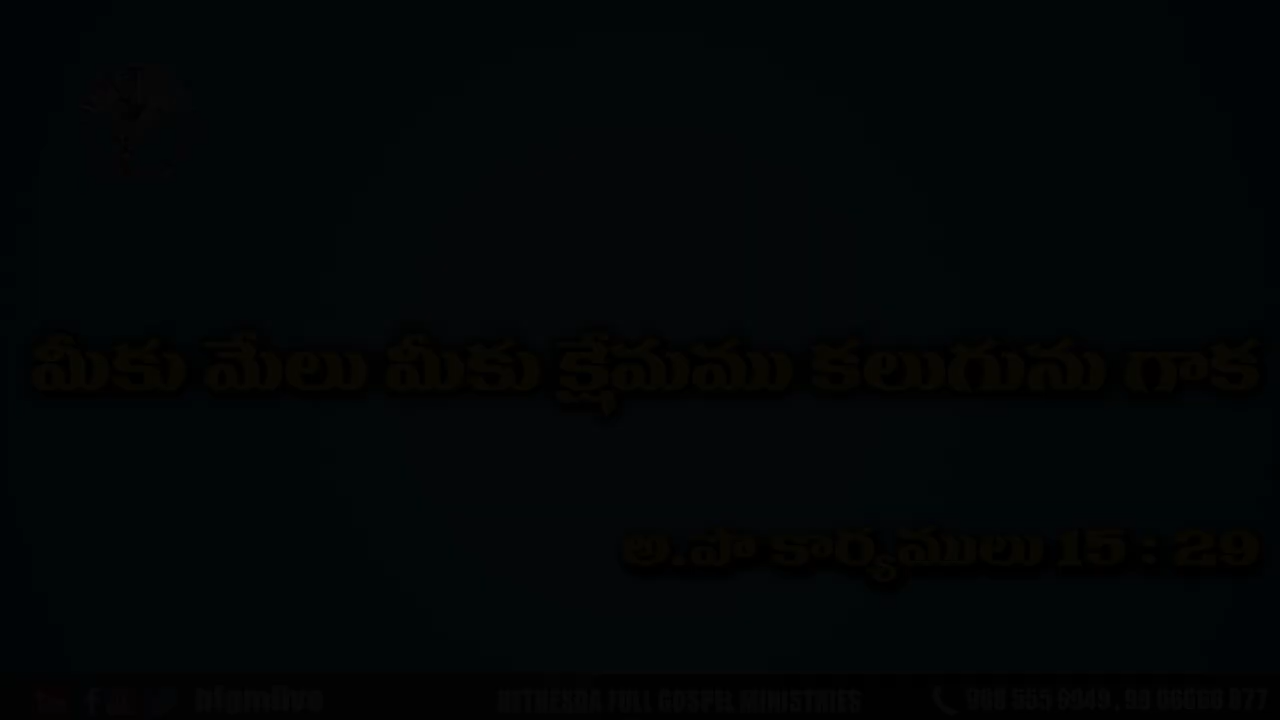 మీకు మేలు మీకు క్షేమము కలుగును గాక
అ.పొ కార్యములు 15 : 29
bfgmlive
BETHESDA FULL GOSPEL MINISTRIES